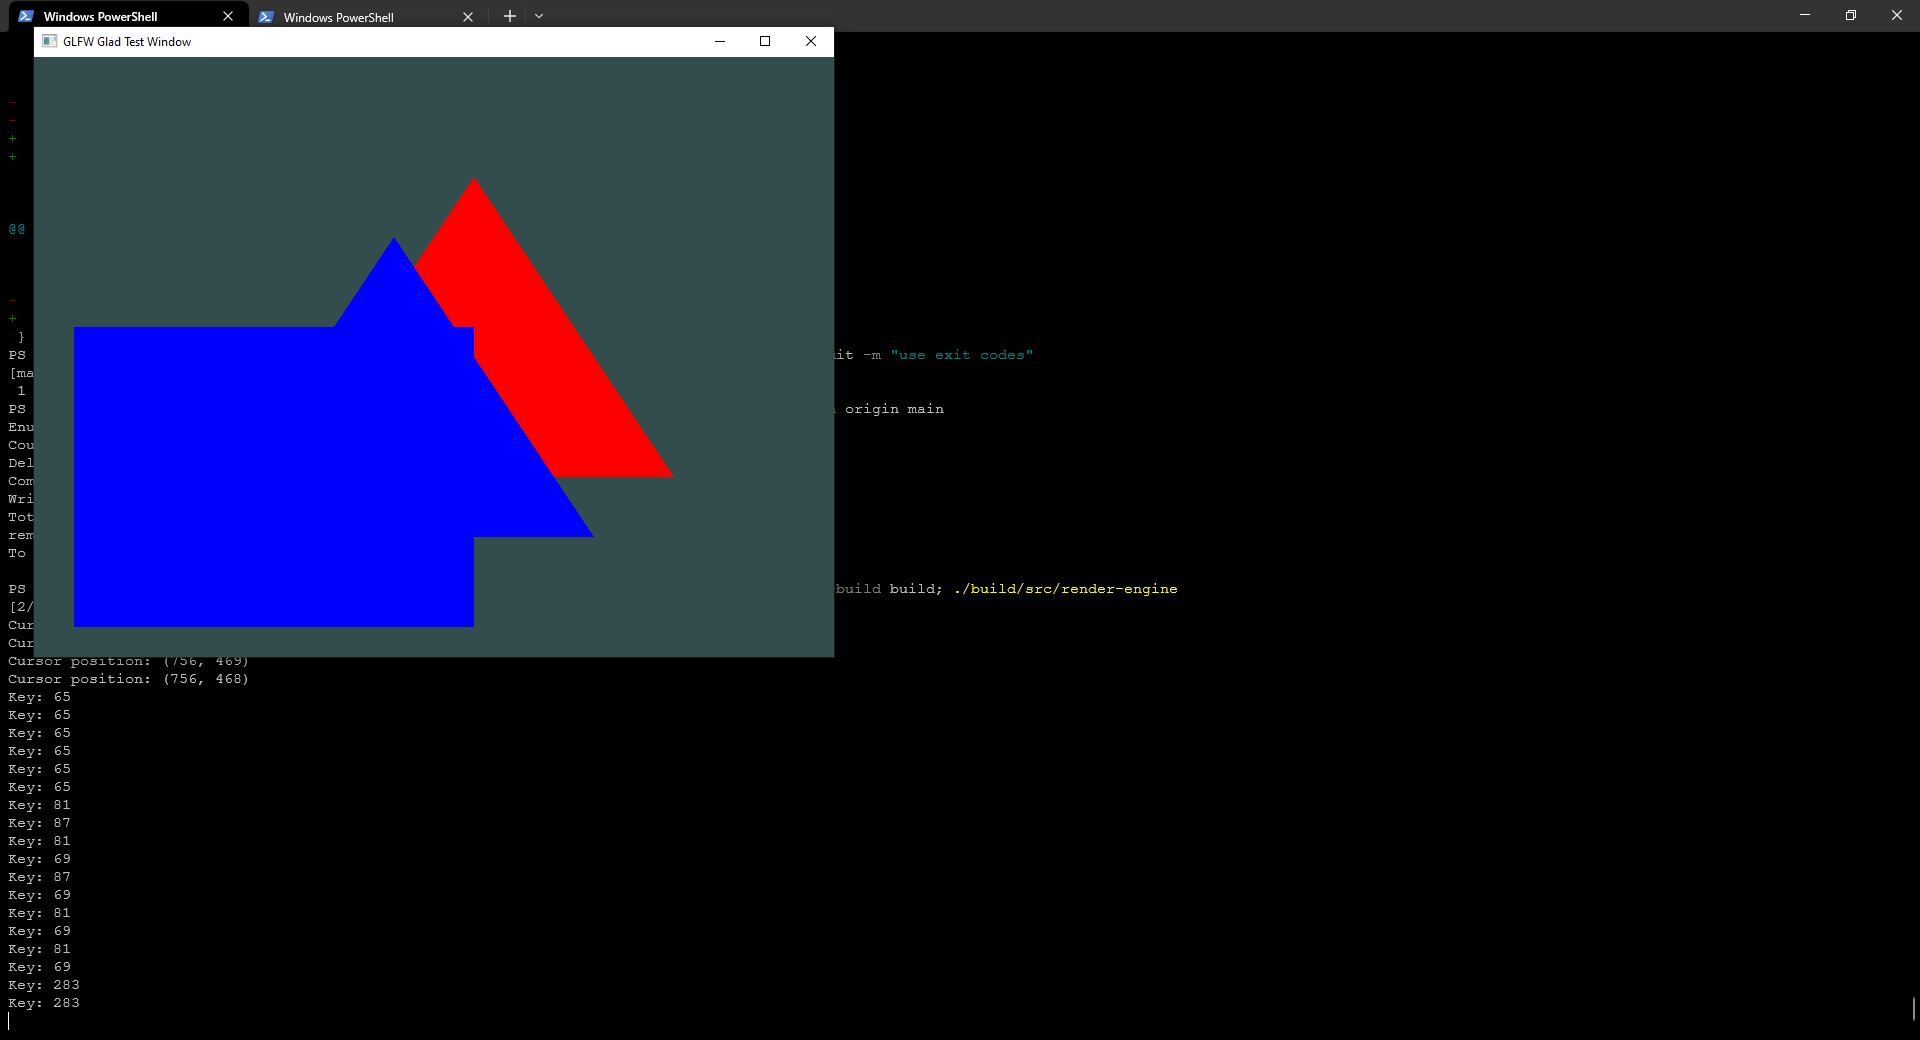 Windows PowerShell
Windows PowerShell
GLFW Glad Test Window
-
-
+
+
@@
-
+
}
PS it -m "use exit codes"
[ma
1
PS origin main
Enu
Cou
Del
Com
Wri
Tot
rem
To
PS build build; ./build/src/render-engine
[2/
Cur
Cur
Cursor position: (756, 469)
Cursor position: (756, 468)
Key: 65
Key: 65
Key: 65
Key: 65
Key: 65
Key: 65
Key: 81
Key: 87
Key: 81
Key: 69
Key: 87
Key: 69
Key: 81
Key: 69
Key: 81
Key: 69
Key: 283
Key: 283